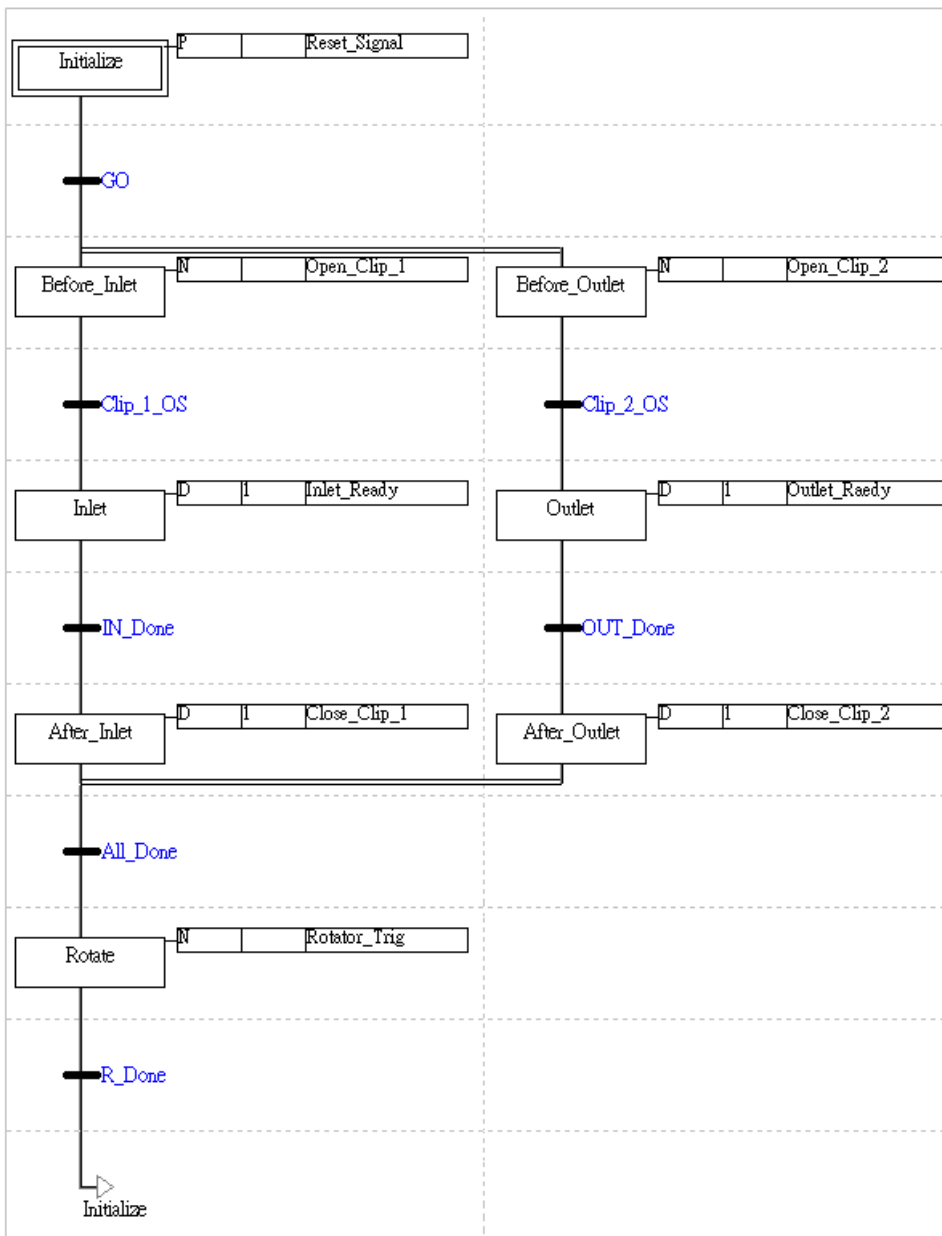 Initialize P Reset_Signal
GO
Before_Inlet N Open_Clip_1 Before_Outlet N Open_Clip_2
Clip_1_OS Clip_2_OS
Inlet D 1 Inlet_Ready Outlet D 1 Outlet_Raedy
IN_Done OUT_Done
After_Inlet D 1 Close_Clip_1 After_Outlet D 1 Close_Clip_2
All_Done
Rotate N Rotator_Trig
R_Done
Initialize